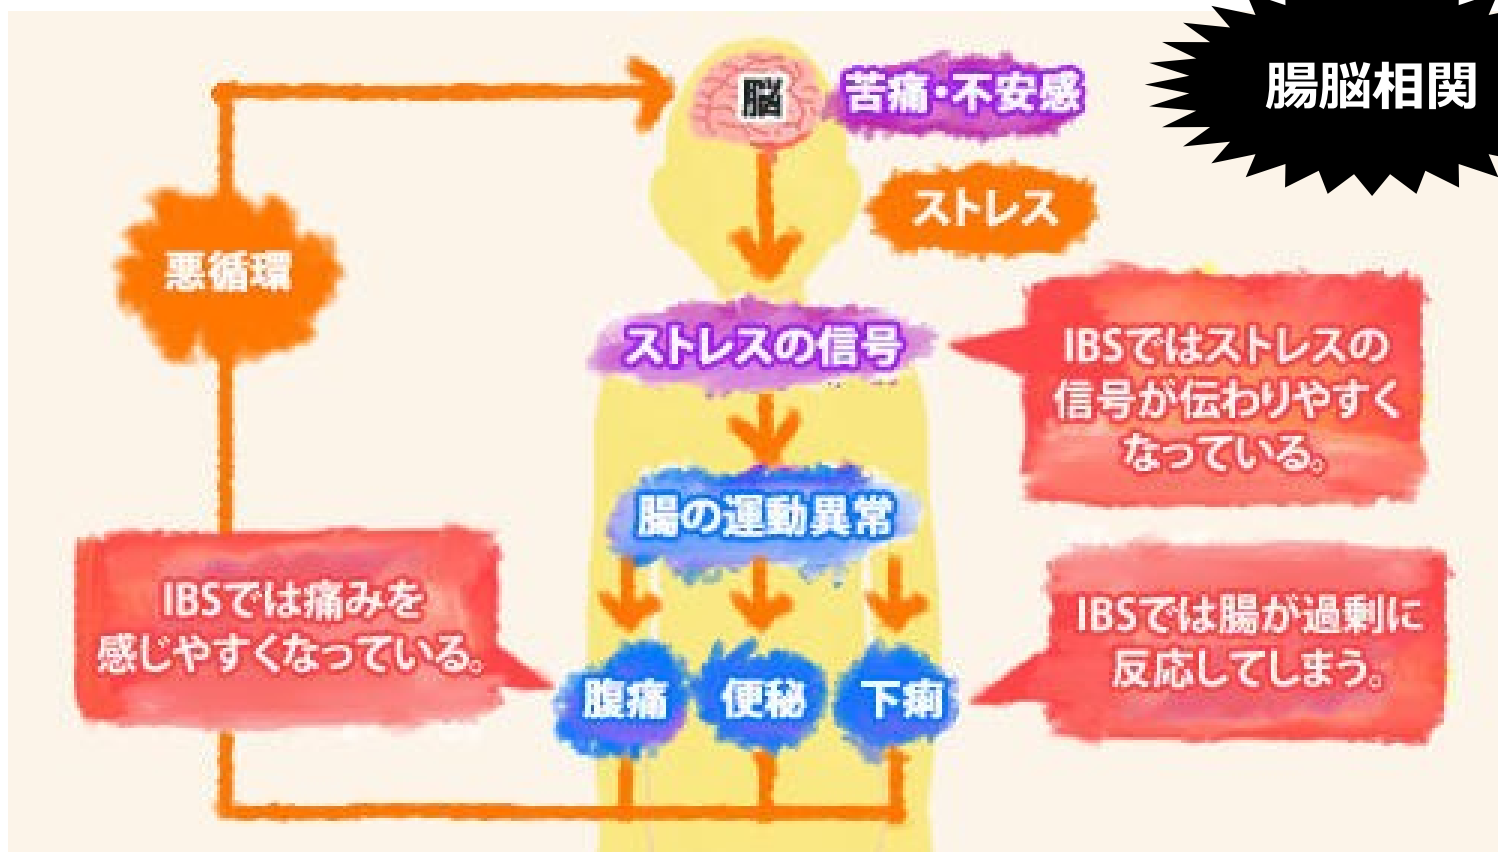 腸脳相関
脳
苦痛・不安感
ストレス
悪循環
ストレスの信号
IBSではストレスの
信号が伝わりやすく
なっている。
腸の運動異常
IBSでは痛みを
感じやすくなっている。
IBSでは腸が過剰に
反応してしまう。
腹痛
便秘
下痢